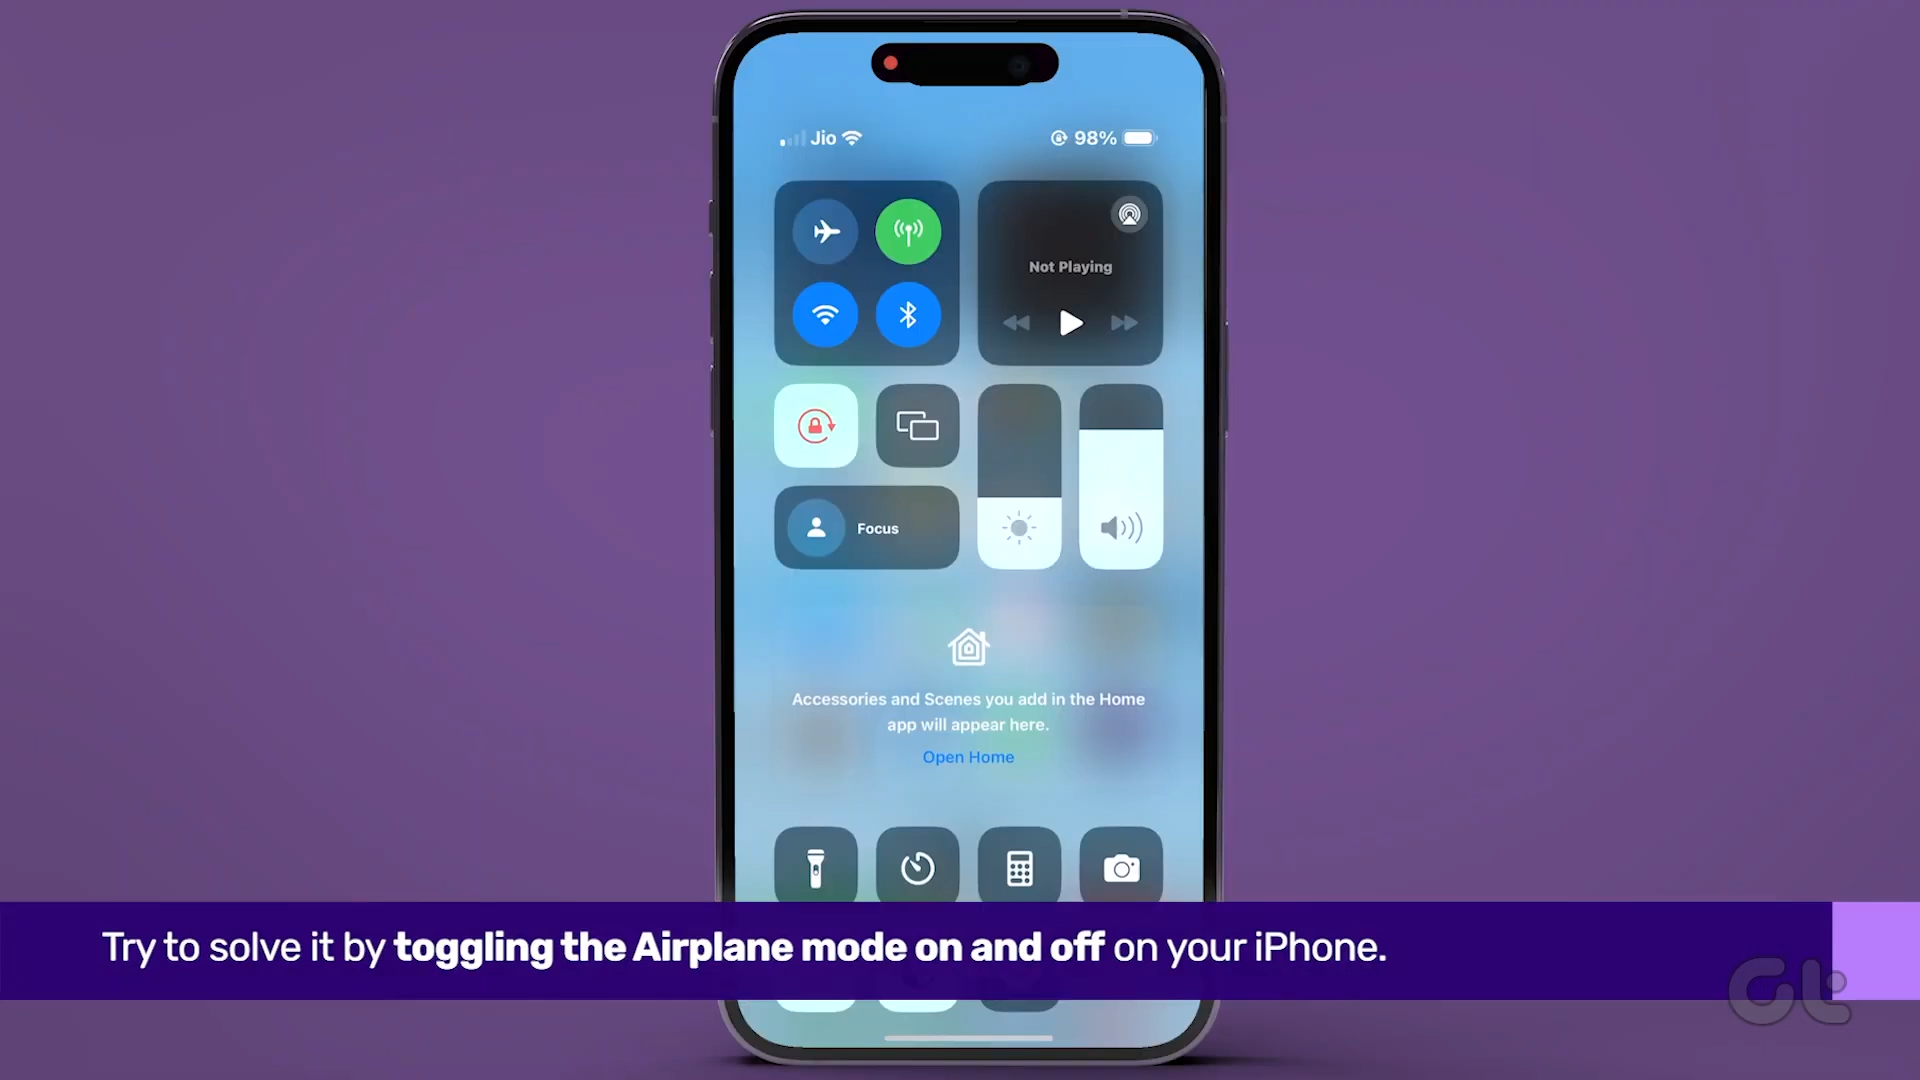 Jio
98%
Not Playing
Focus
Accessories and Scenes you add in the Home
app will appear here.
Open Home
Try to solve it by toggling the Airplane mode on and off on your iPhone.
Gt